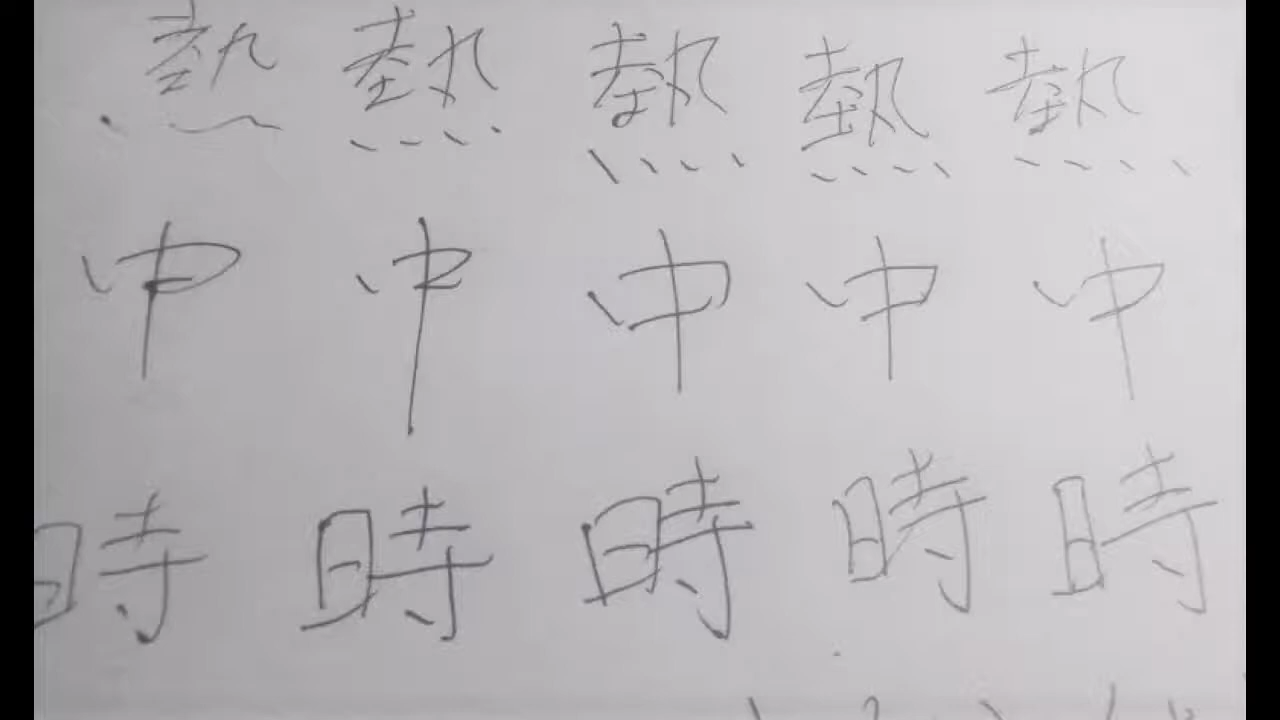 熱 熱 熱 熱 熱
中 中 中 中 中
時 時 時 時 時